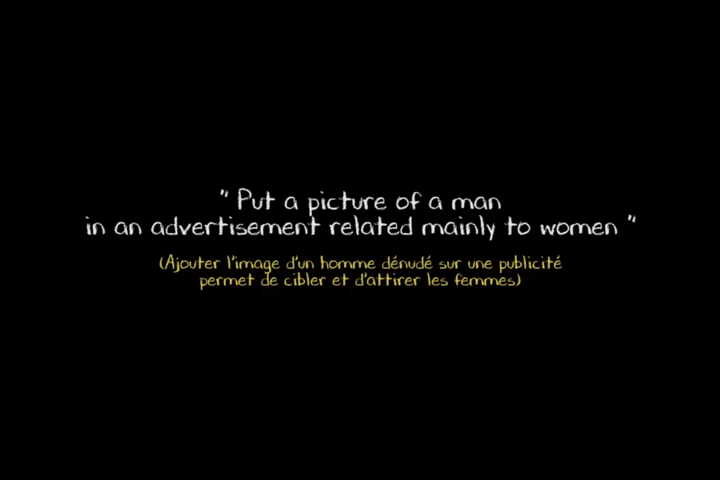 " Put a picture of a man
in an advertisement related mainly to women "
(Ajouter l'image d'un homme dénudé sur une publicité
permet de cibler et d'attirer les femmes)